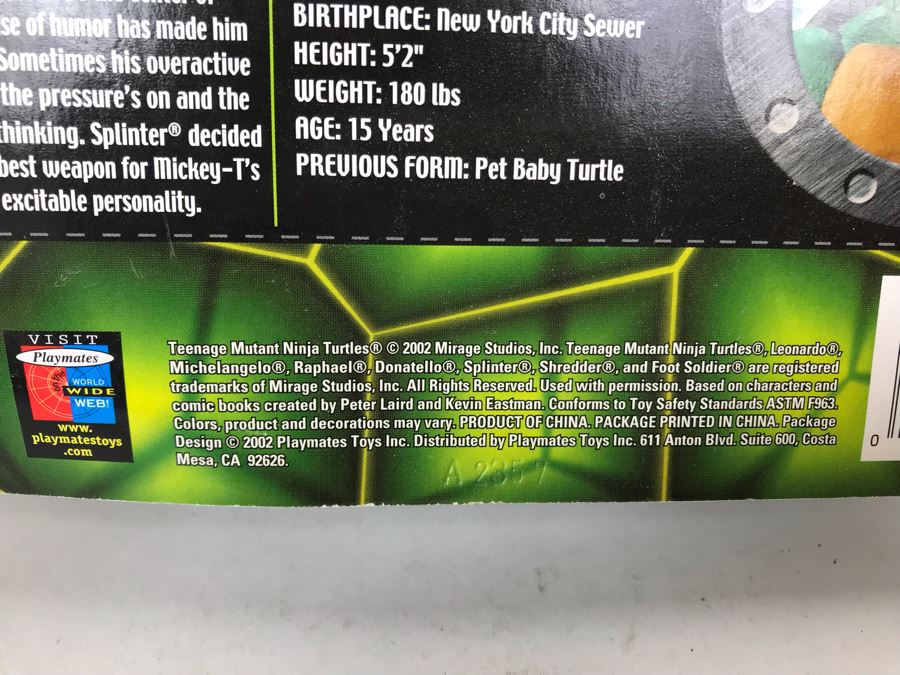 se of humor has made him
Sometimes his overactive
the pressure's on and the
thinking. Splinter® decided
best weapon for Mickey-T's
excitable personality.
BIRTHPLACE: New York City Sewer
HEIGHT: 5'2"
WEIGHT: 180 lbs
AGE: 15 Years
PREVIOUS FORM: Pet Baby Turtle
VISIT
Playmates
on the
WORLD
WIDE
WEB!
www.
playmatestoys
.com
Teenage Mutant Ninja Turtles® © 2002 Mirage Studios, Inc. Teenage Mutant Ninja Turtles®, Leonardo®,
Michelangelo®, Raphael®, Donatello®, Splinter®, Shredder®, and Foot Soldier® are registered
trademarks of Mirage Studios, Inc. All Rights Reserved. Used with permission. Based on characters and
comic books created by Peter Laird and Kevin Eastman. Conforms to Toy Safety Standards ASTM F963.
Colors, product and decorations may vary. PRODUCT OF CHINA. PACKAGE PRINTED IN CHINA. Package
Design © 2002 Playmates Toys Inc. Distributed by Playmates Toys Inc. 611 Anton Blvd. Suite 600, Costa
Mesa, CA 92626.
A 2357
0